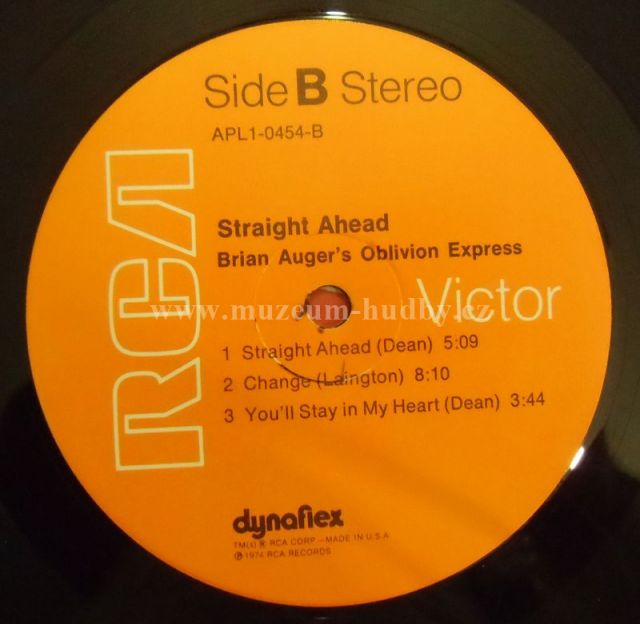 Side B Stereo
APL1-0454-B
RCA
Straight Ahead
Brian Auger's Oblivion Express
Victor
www.muzeum-hudby.cz
1 Straight Ahead (Dean) 5:09
2 Change (Laington) 8:10
3 You'll Stay in My Heart (Dean) 3:44
dynaflex
TM(s) ® RCA CORP.—MADE IN U.S.A
℗ 1974 RCA RECORDS